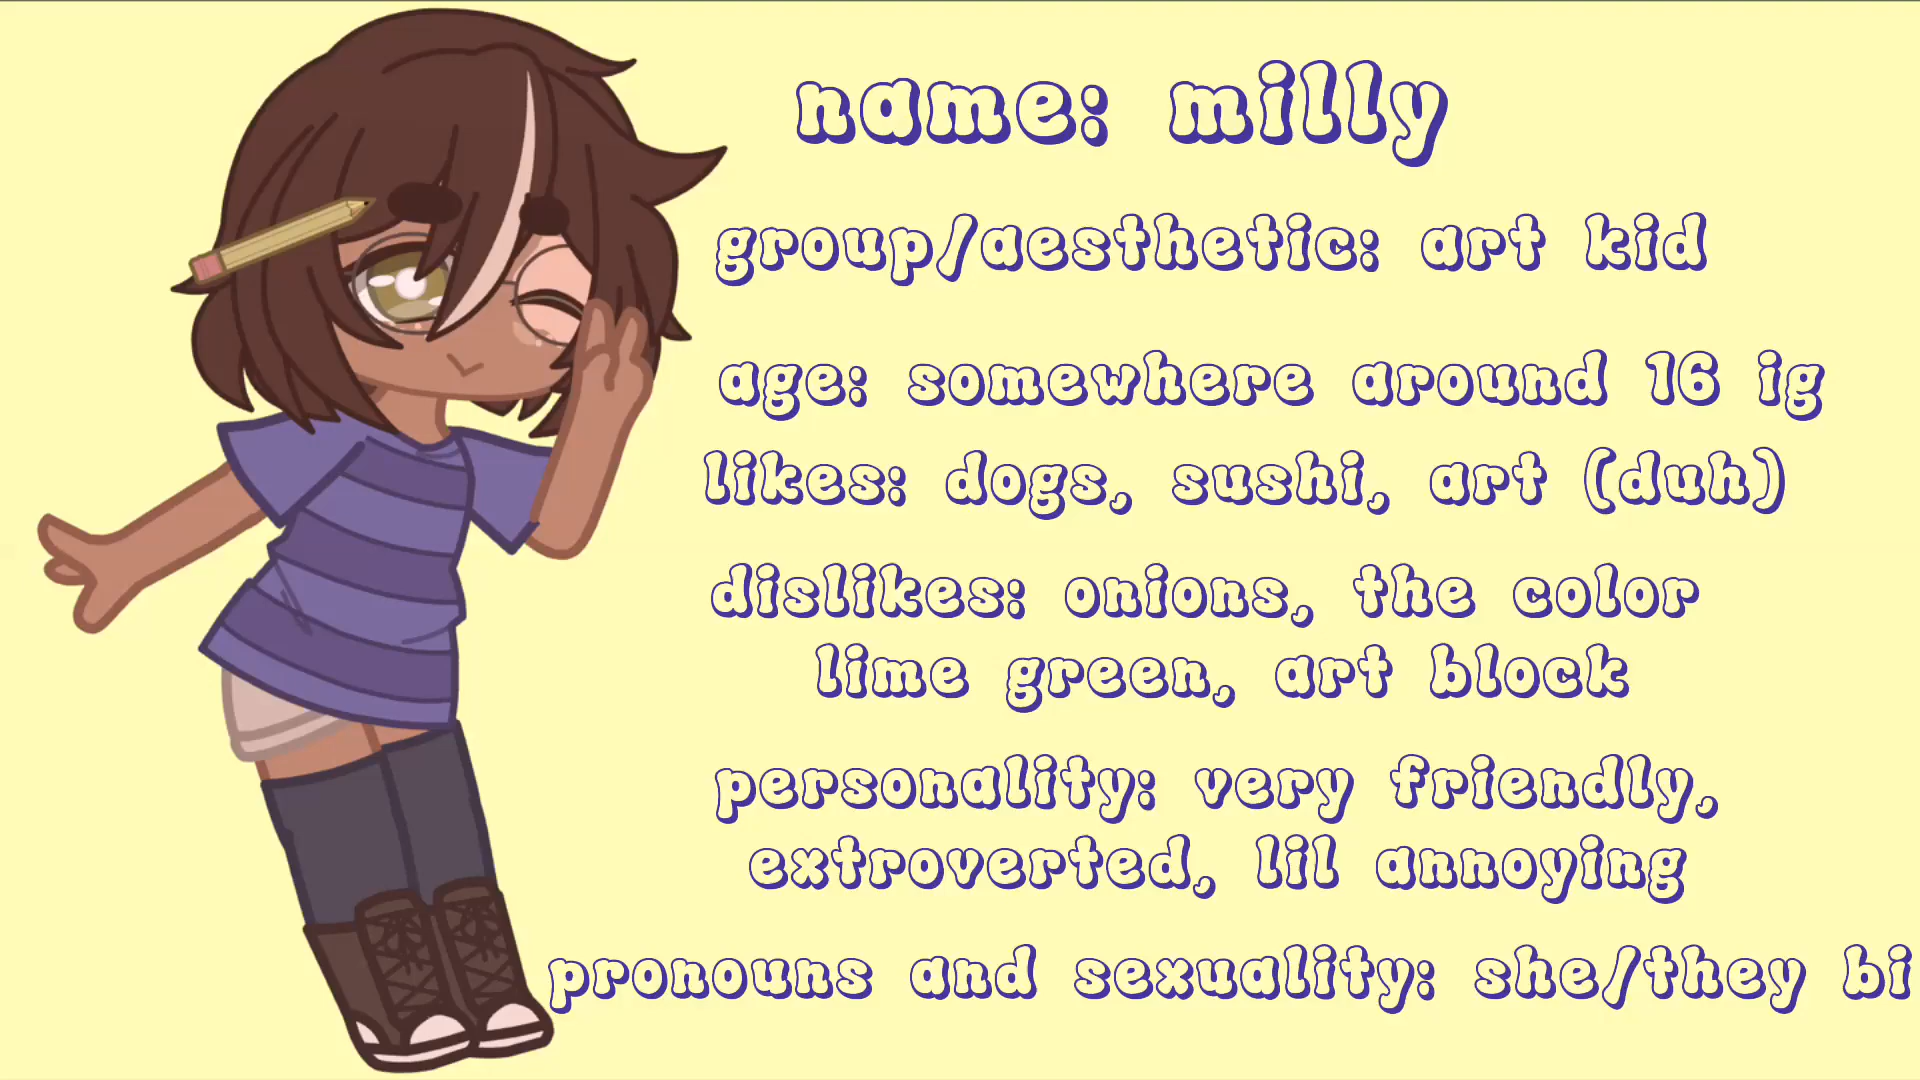 name: milly
group/aesthetic: art kid
age: somewhere around 16 ig
likes: dogs, sushi, art (duh)
dislikes: onions, the color
lime green, art block
personality: very friendly,
extroverted, lil annoying
pronouns and sexuality: she/they bi